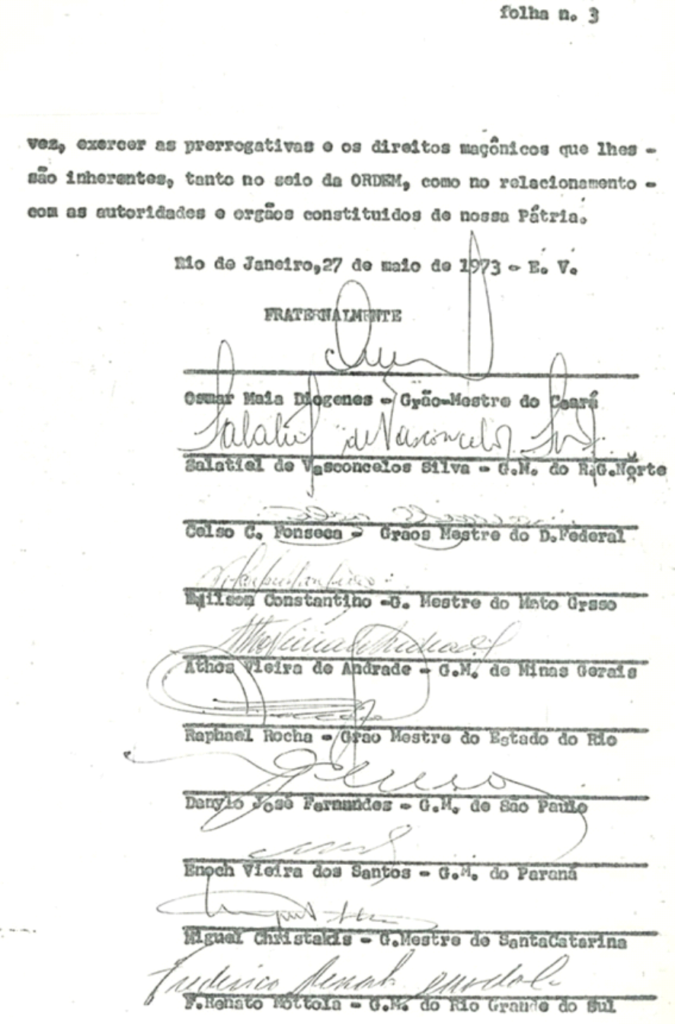 folha n. 3
vez, exercer as prerrogativas e os direitos maçônicos que lhes -
são inherentes, tanto no seio da ORDEM, como no relacionamento -
com as autoridades e orgãos constituidos de nossa Pátria.
Rio de Janeiro,27 de maio de 1973 - E. V.
FRATERNALMENTE
Osmar Maia Diogenes - Grão-Mestre do Ceará
Salatiel de Vasconcelos Silva
Salatiel de Vasconcelos Silva - G.M. do R.G.Norte
Celso C. Fonseca - Grãos Mestre do D.Federal
Constantino -G. Mestre do Mato Grsso
Athos Vieira de Andrade
Athos Vieira de Andrade - G.M. de Minas Gerais
Raphael Rocha - Grão Mestre do Estado do Rio
Danylo José Fernandes - G.M. de São Paulo
Enoch Vieira dos Santos - G.M. do Paraná
Miguel Christakis - G.Mestre de SantaCatarina
Frederico Renato
F.Renato Mottola - G.M. do Rio Grande do Sul